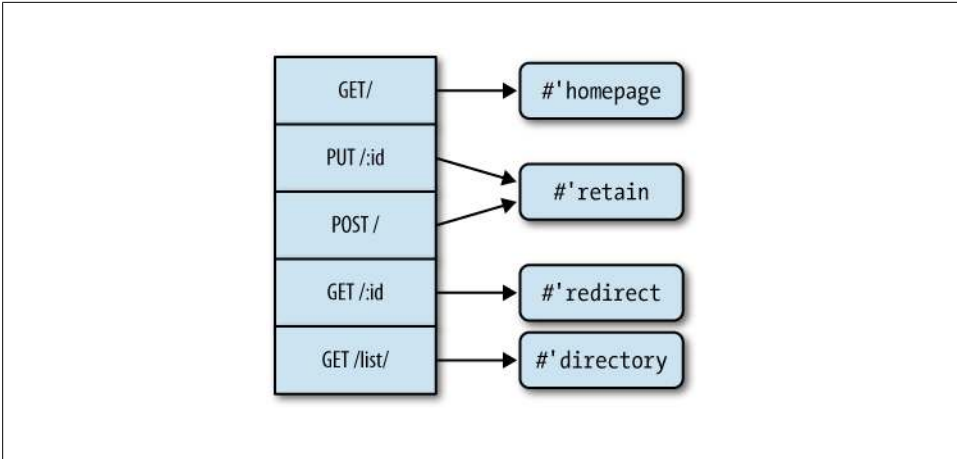 GET/
#'homepage
PUT /:id
#'retain
POST /
GET /:id
#'redirect
GET /list/
#'directory